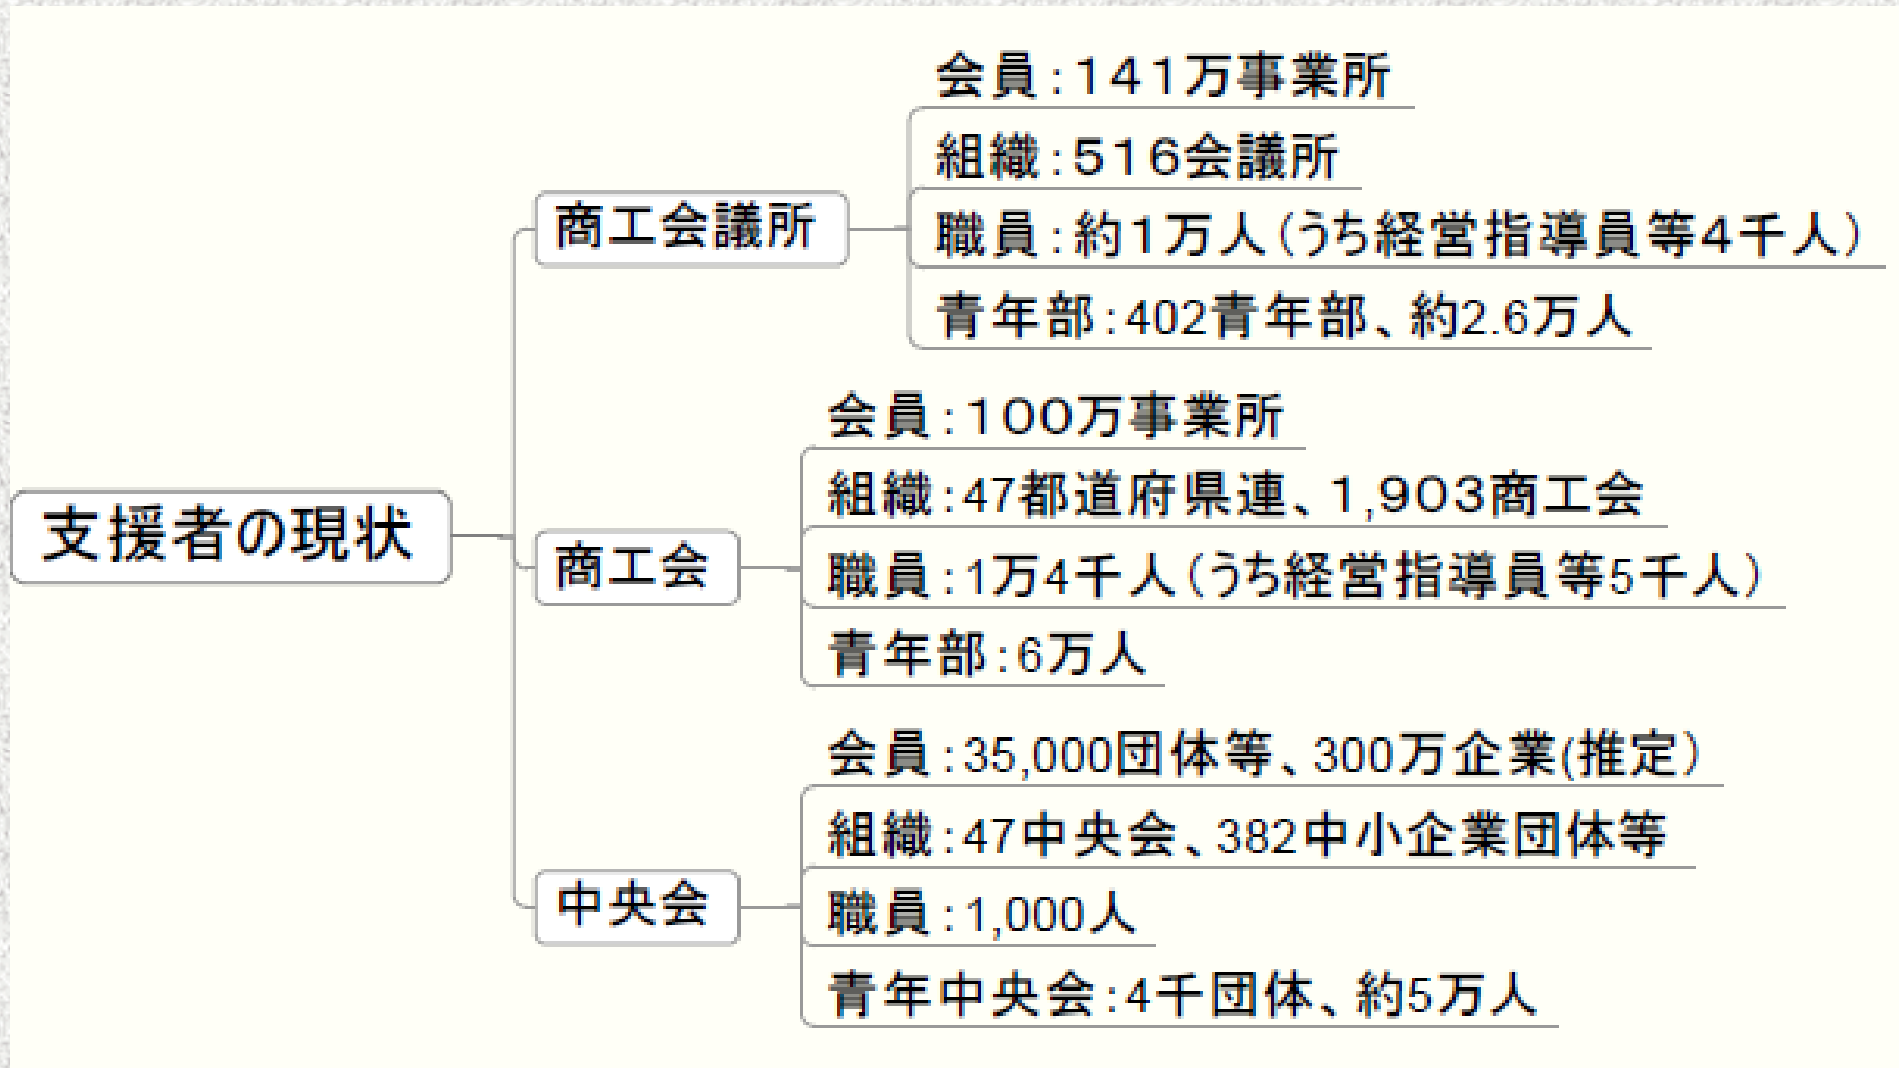 支援者の現状
商工会議所
会員：１４１万事業所
組織：５１６会議所
職員：約１万人（うち経営指導員等４千人）
青年部：402青年部、約2.6万人
商工会
会員：１００万事業所
組織：47都道府県連、１,９０３商工会
職員：1万4千人（うち経営指導員等5千人）
青年部：6万人
中央会
会員：35,000団体等、300万企業(推定）
組織：47中央会、382中小企業団体等
職員：1,000人
青年中央会：4千団体、約5万人